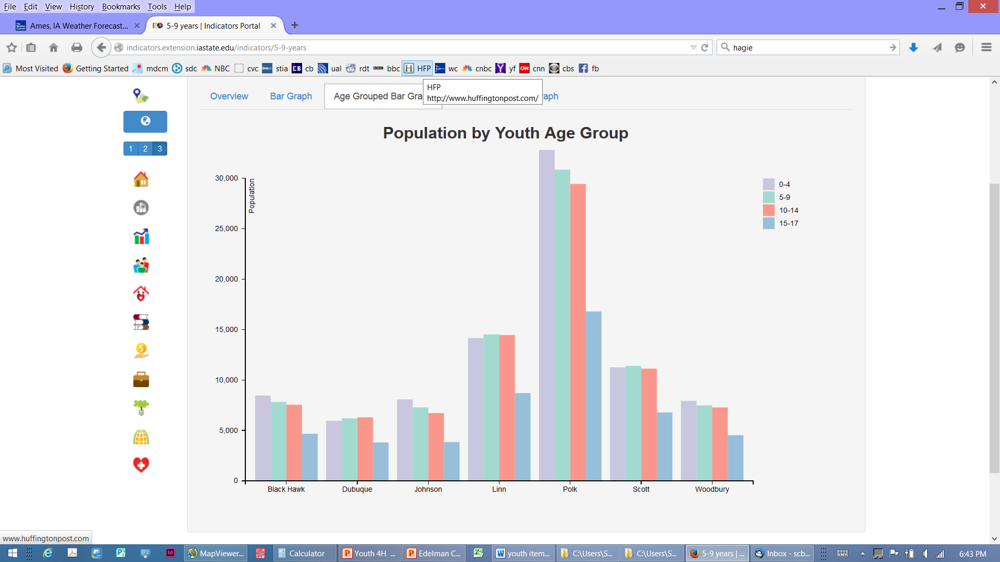 File Edit View History Bookmarks Tools Help
Ames, IA Weather Forecast... 5-9 years | Indicators Portal
indicators.extension.iastate.edu/indicators/5-9-years hagie
Most Visited Getting Started mdcm sdc NBC cvc stia CB cb ual rdt BBC bbc H HFP wc cnbc Y yf CNN cnn cbs fb
HFP
http://www.huffingtonpost.com/
Overview Bar Graph Age Grouped Bar Gra raph
1 2 3
Population by Youth Age Group
Population
30,000
25,000
20,000
15,000
10,000
5,000
0
0-4
5-9
10-14
15-17
Black Hawk Dubuque Johnson Linn Polk Scott Woodbury
www.huffingtonpost.com
MapViewer... Calculator Youth 4H ... Edelman C... youth item... C:\Users\S... C:\Users\S... 5-9 years | ... Inbox - scb... 6:43 PM